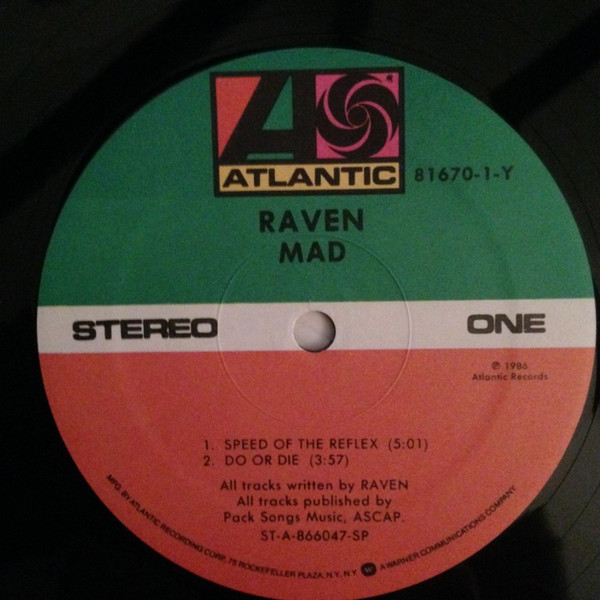 ATLANTIC
81670-1-Y
RAVEN
MAD
STEREO
ONE
℗ 1986
Atlantic Records
1. SPEED OF THE REFLEX (5:01)
2. DO OR DIE (3:57)
All tracks written by RAVEN
All tracks published by
Pack Songs Music, ASCAP.
ST-A-866047-SP
MFG. BY ATLANTIC RECORDING CORP., 75 ROCKEFELLER PLAZA, N.Y., N.Y. A WARNER COMMUNICATIONS COMPANY